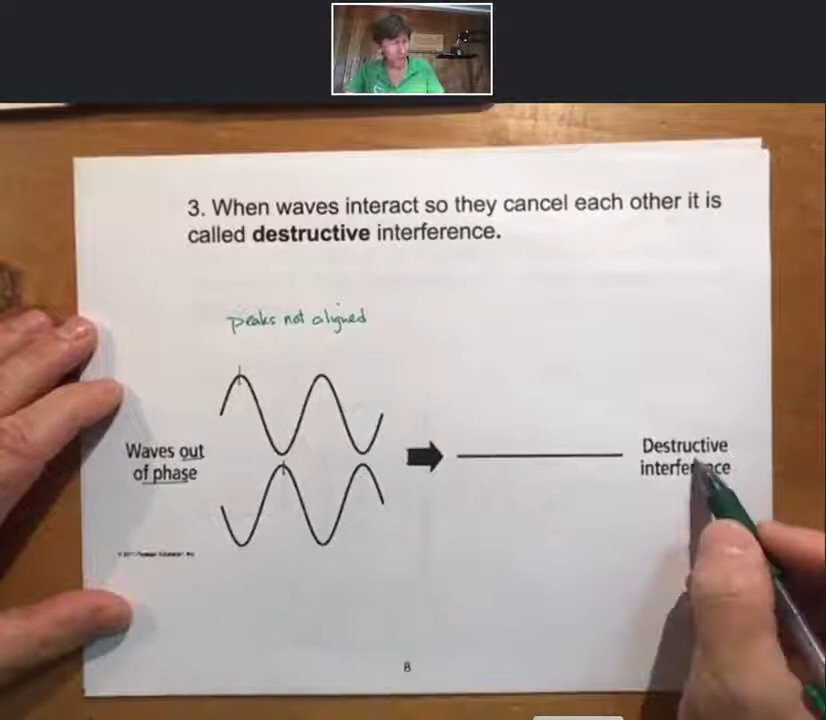 3. When waves interact so they cancel each other it is
called destructive interference.
peaks not aligned
Waves out
of phase
Destructive
interference
8